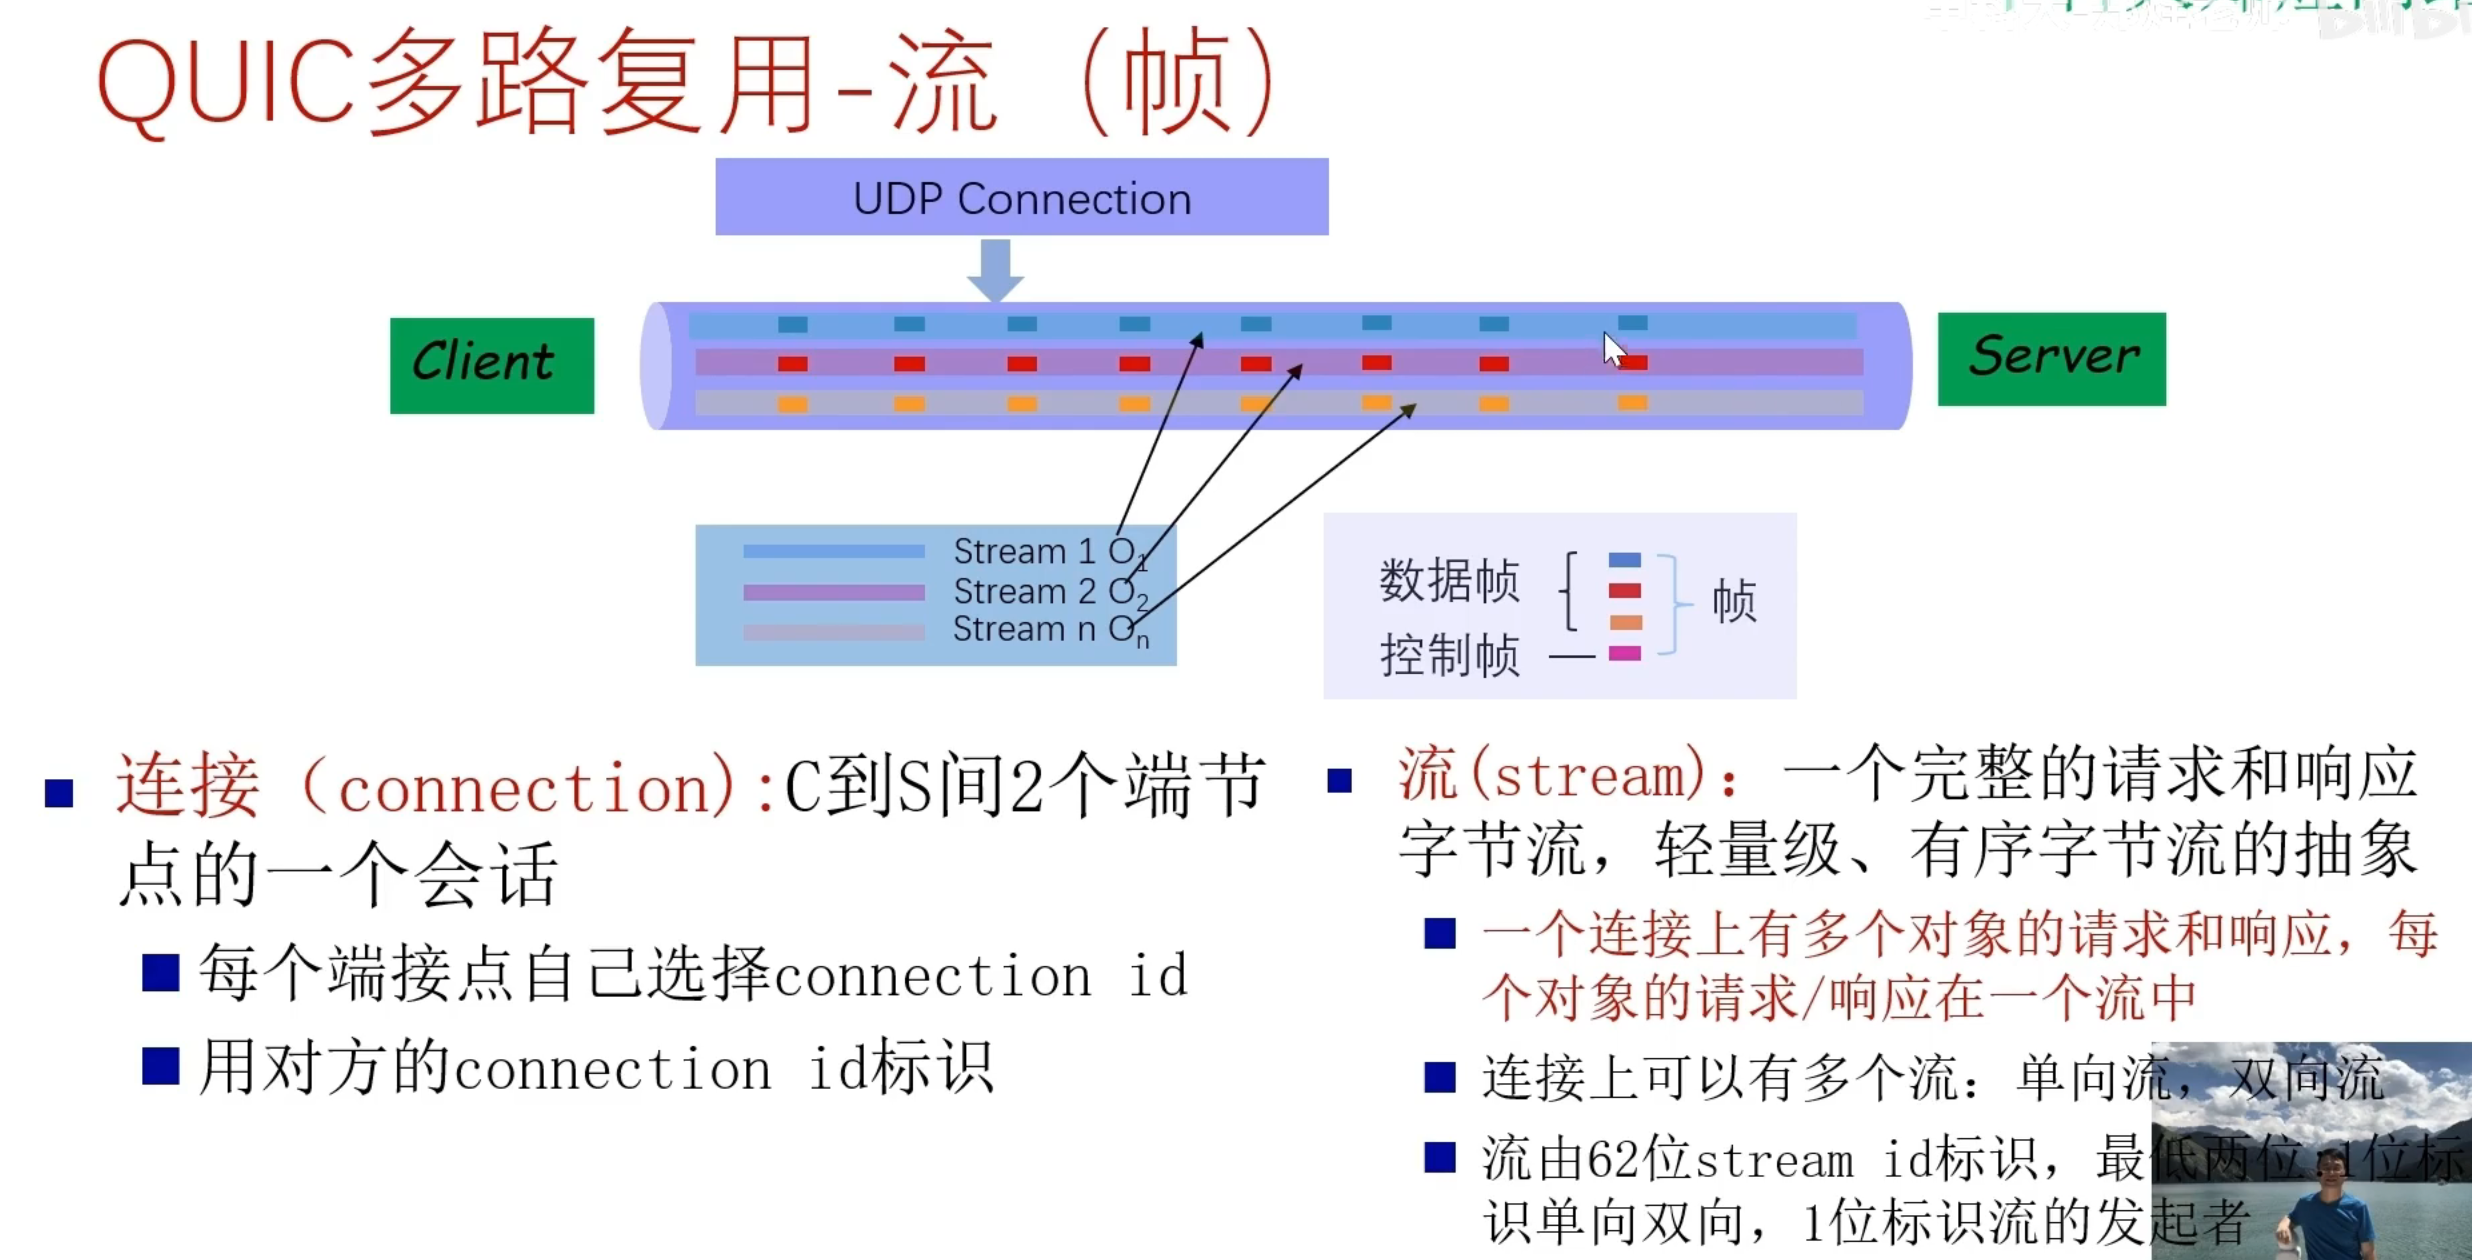 QUIC多路复用-流（帧）
UDP Connection
Client
Server
Stream 1 O1
Stream 2 O2
Stream n On
数据帧
控制帧
帧
连接（connection):C到S间2个端节
点的一个会话
每个端接点自己选择connection id
用对方的connection id标识
流(stream)：一个完整的请求和响应
字节流，轻量级、有序字节流的抽象
一个连接上有多个对象的请求和响应，每
个对象的请求/响应在一个流中
连接上可以有多个流：单向流，双向流
流由62位stream id标识，最低两位 1位标
识单向双向，1位标识流的发起者